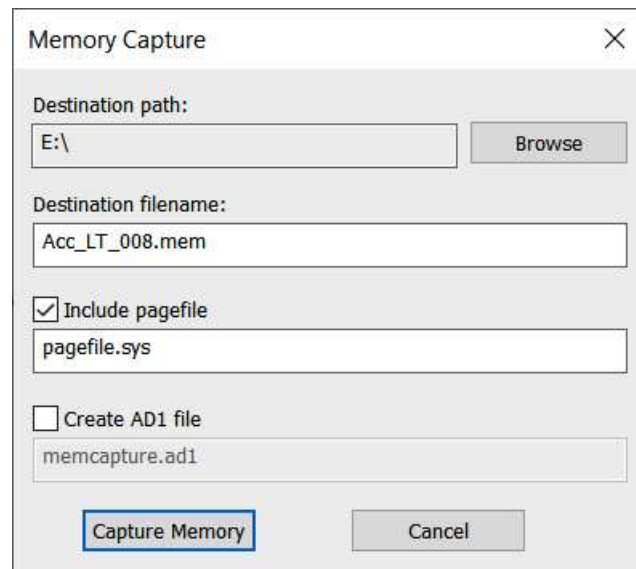 Memory Capture
Destination path:
E:\
Browse
Destination filename:
Acc_LT_008.mem
Include pagefile
pagefile.sys
Create AD1 file
memcapture.ad1
Capture Memory
Cancel